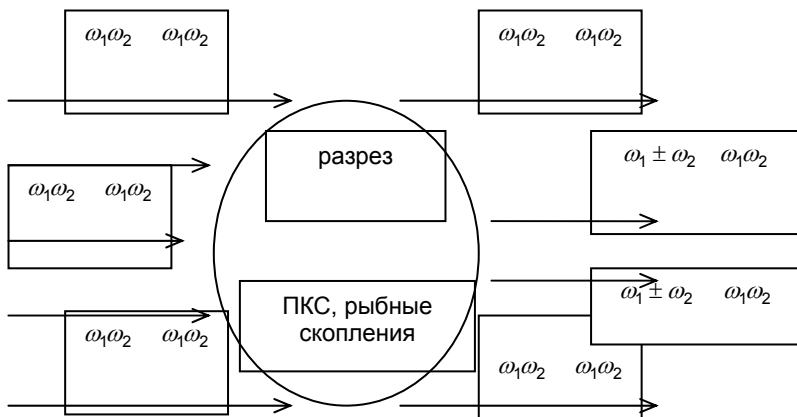 ω₁ω₂ ω₁ω₂ ω₁ω₂ ω₁ω₂
разрез ω₁ ± ω₂ ω₁ω₂
ω₁ω₂ ω₁ω₂
ω₁ ± ω₂ ω₁ω₂
ПКС, рыбные
скопления
ω₁ω₂ ω₁ω₂
ω₁ω₂ ω₁ω₂